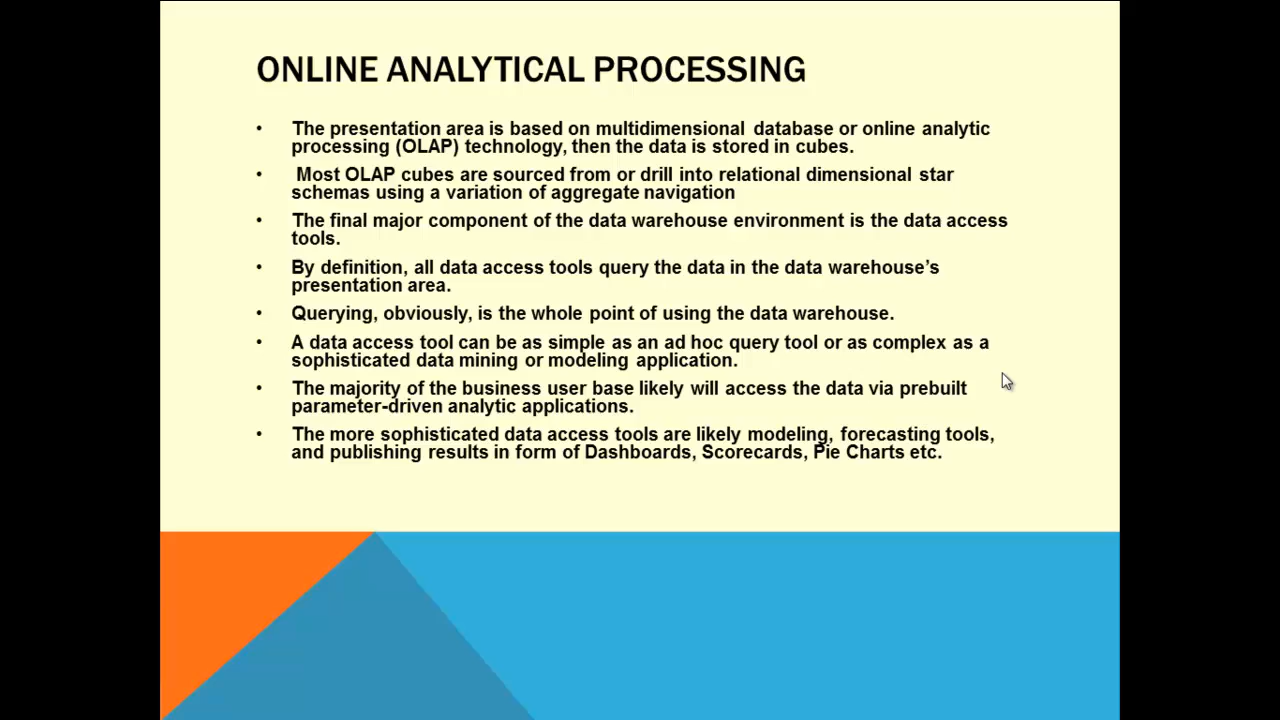 ONLINE ANALYTICAL PROCESSING
• The presentation area is based on multidimensional database or online analytic
processing (OLAP) technology, then the data is stored in cubes.
• Most OLAP cubes are sourced from or drill into relational dimensional star
schemas using a variation of aggregate navigation
• The final major component of the data warehouse environment is the data access
tools.
• By definition, all data access tools query the data in the data warehouse’s
presentation area.
• Querying, obviously, is the whole point of using the data warehouse.
• A data access tool can be as simple as an ad hoc query tool or as complex as a
sophisticated data mining or modeling application.
• The majority of the business user base likely will access the data via prebuilt
parameter-driven analytic applications.
• The more sophisticated data access tools are likely modeling, forecasting tools,
and publishing results in form of Dashboards, Scorecards, Pie Charts etc.